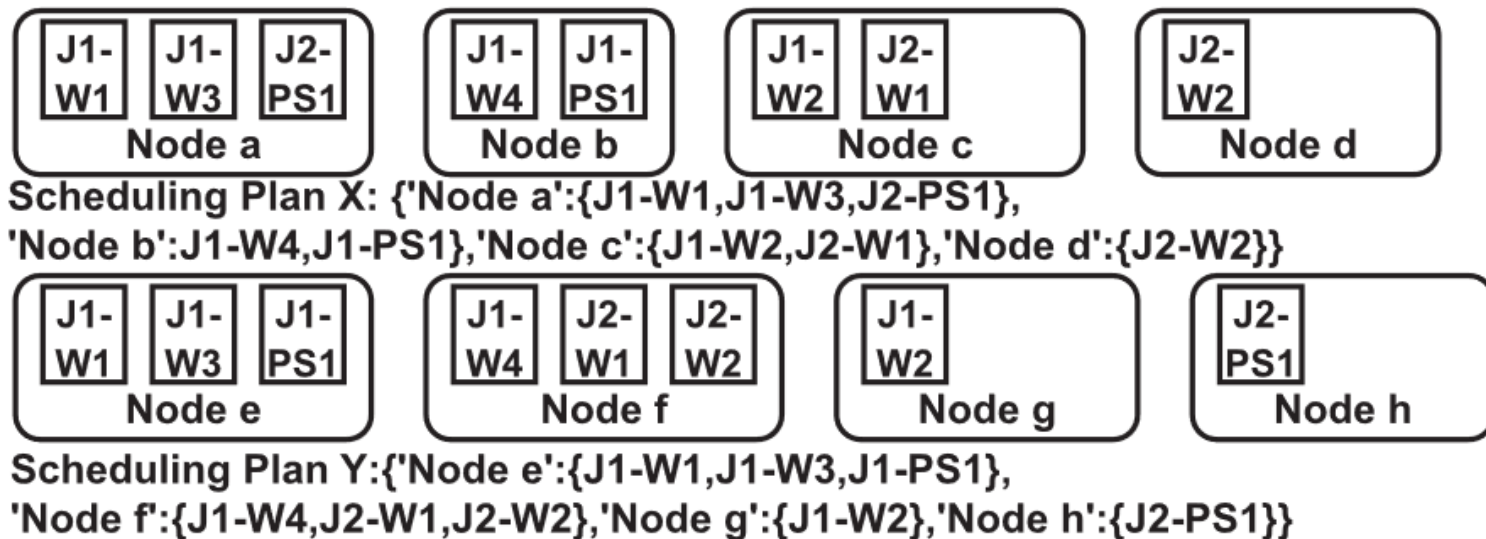 J1- J1- J2- J1- J1- J1- J2- J2-
W1 W3 PS1 W4 PS1 W2 W1 W2
Node a Node b Node c Node d
Scheduling Plan X: {'Node a':{J1-W1,J1-W3,J2-PS1},
'Node b':J1-W4,J1-PS1},'Node c':{J1-W2,J2-W1},'Node d':{J2-W2}}
J1- J1- J1- J1- J2- J2- J1- J2-
W1 W3 PS1 W4 W1 W2 W2 PS1
Node e Node f Node g Node h
Scheduling Plan Y:{'Node e':{J1-W1,J1-W3,J1-PS1},
'Node f':{J1-W4,J2-W1,J2-W2},'Node g':{J1-W2},'Node h':{J2-PS1}}